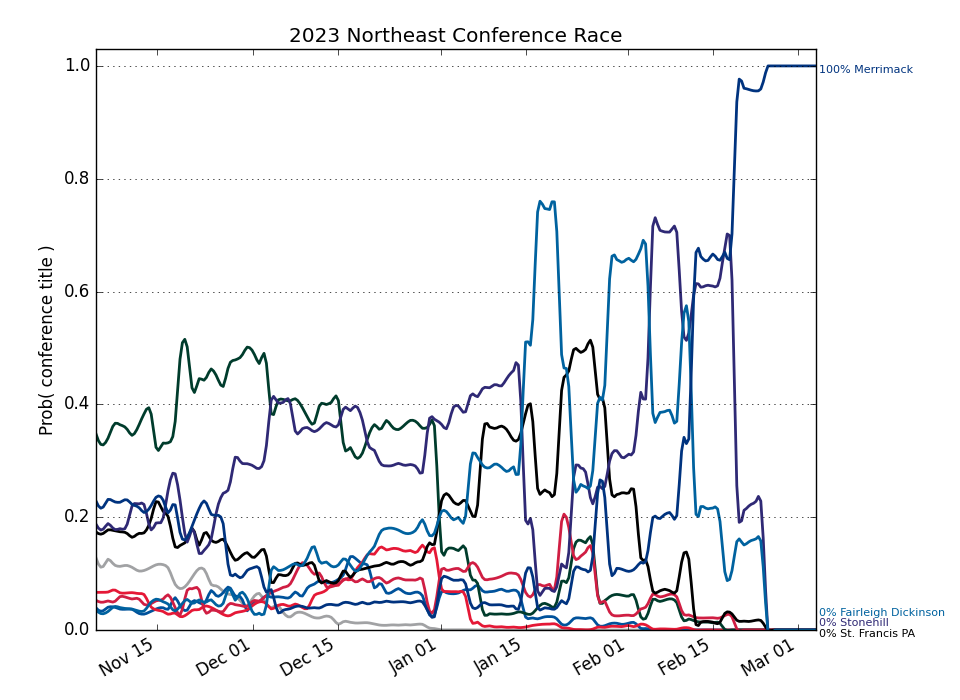 2023 Northeast Conference Race
Prob( conference title )
1.0
0.8
0.6
0.4
0.2
0.0
100% Merrimack
0% Fairleigh Dickinson
0% Stonehill
0% St. Francis PA
Nov 15
Dec 01
Dec 15
Jan 01
Jan 15
Feb 01
Feb 15
Mar 01